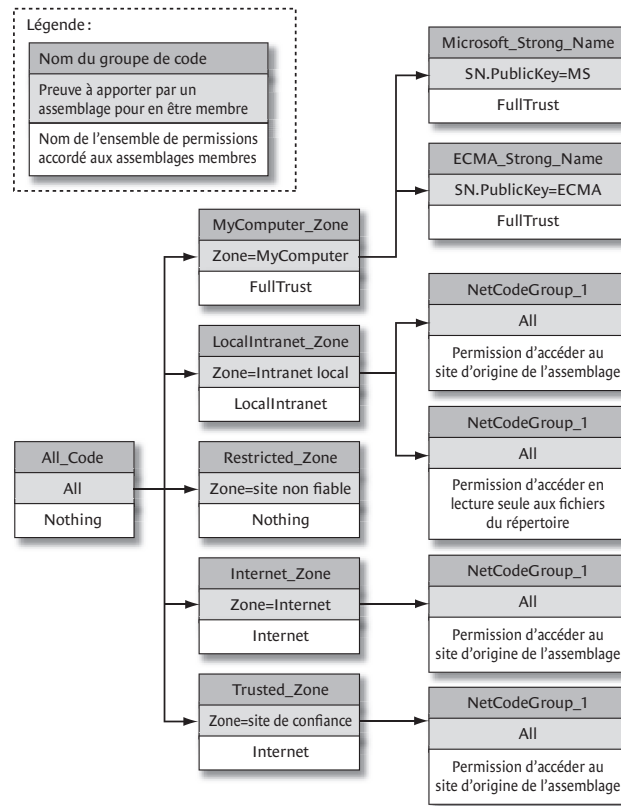 Légende :
Nom du groupe de code
Preuve à apporter par un
assemblage pour en être membre
Nom de l'ensemble de permissions
accordé aux assemblages membres
All_Code
All
Nothing
MyComputer_Zone
Zone=MyComputer
FullTrust
LocalIntranet_Zone
Zone=Intranet local
LocalIntranet
Restricted_Zone
Zone=site non fiable
Nothing
Internet_Zone
Zone=Internet
Internet
Trusted_Zone
Zone=site de confiance
Internet
Microsoft_Strong_Name
SN.PublicKey=MS
FullTrust
ECMA_Strong_Name
SN.PublicKey=ECMA
FullTrust
NetCodeGroup_1
All
Permission d'accéder au
site d'origine de l'assemblage
NetCodeGroup_1
All
Permission d'accéder en
lecture seule aux fichiers
du répertoire
NetCodeGroup_1
All
Permission d'accéder au
site d'origine de l'assemblage
NetCodeGroup_1
All
Permission d'accéder au
site d'origine de l'assemblage